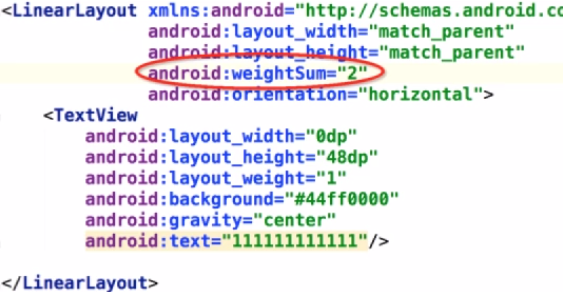 <LinearLayout xmlns:android="http://schemas.android.co
android:layout_width="match_parent"
android:layout_height="match_parent"
android:weightSum="2"
android:orientation="horizontal">
<TextView
android:layout_width="0dp"
android:layout_height="48dp"
android:layout_weight="1"
android:background="#44ff0000"
android:gravity="center"
android:text="111111111111"/>
</LinearLayout>